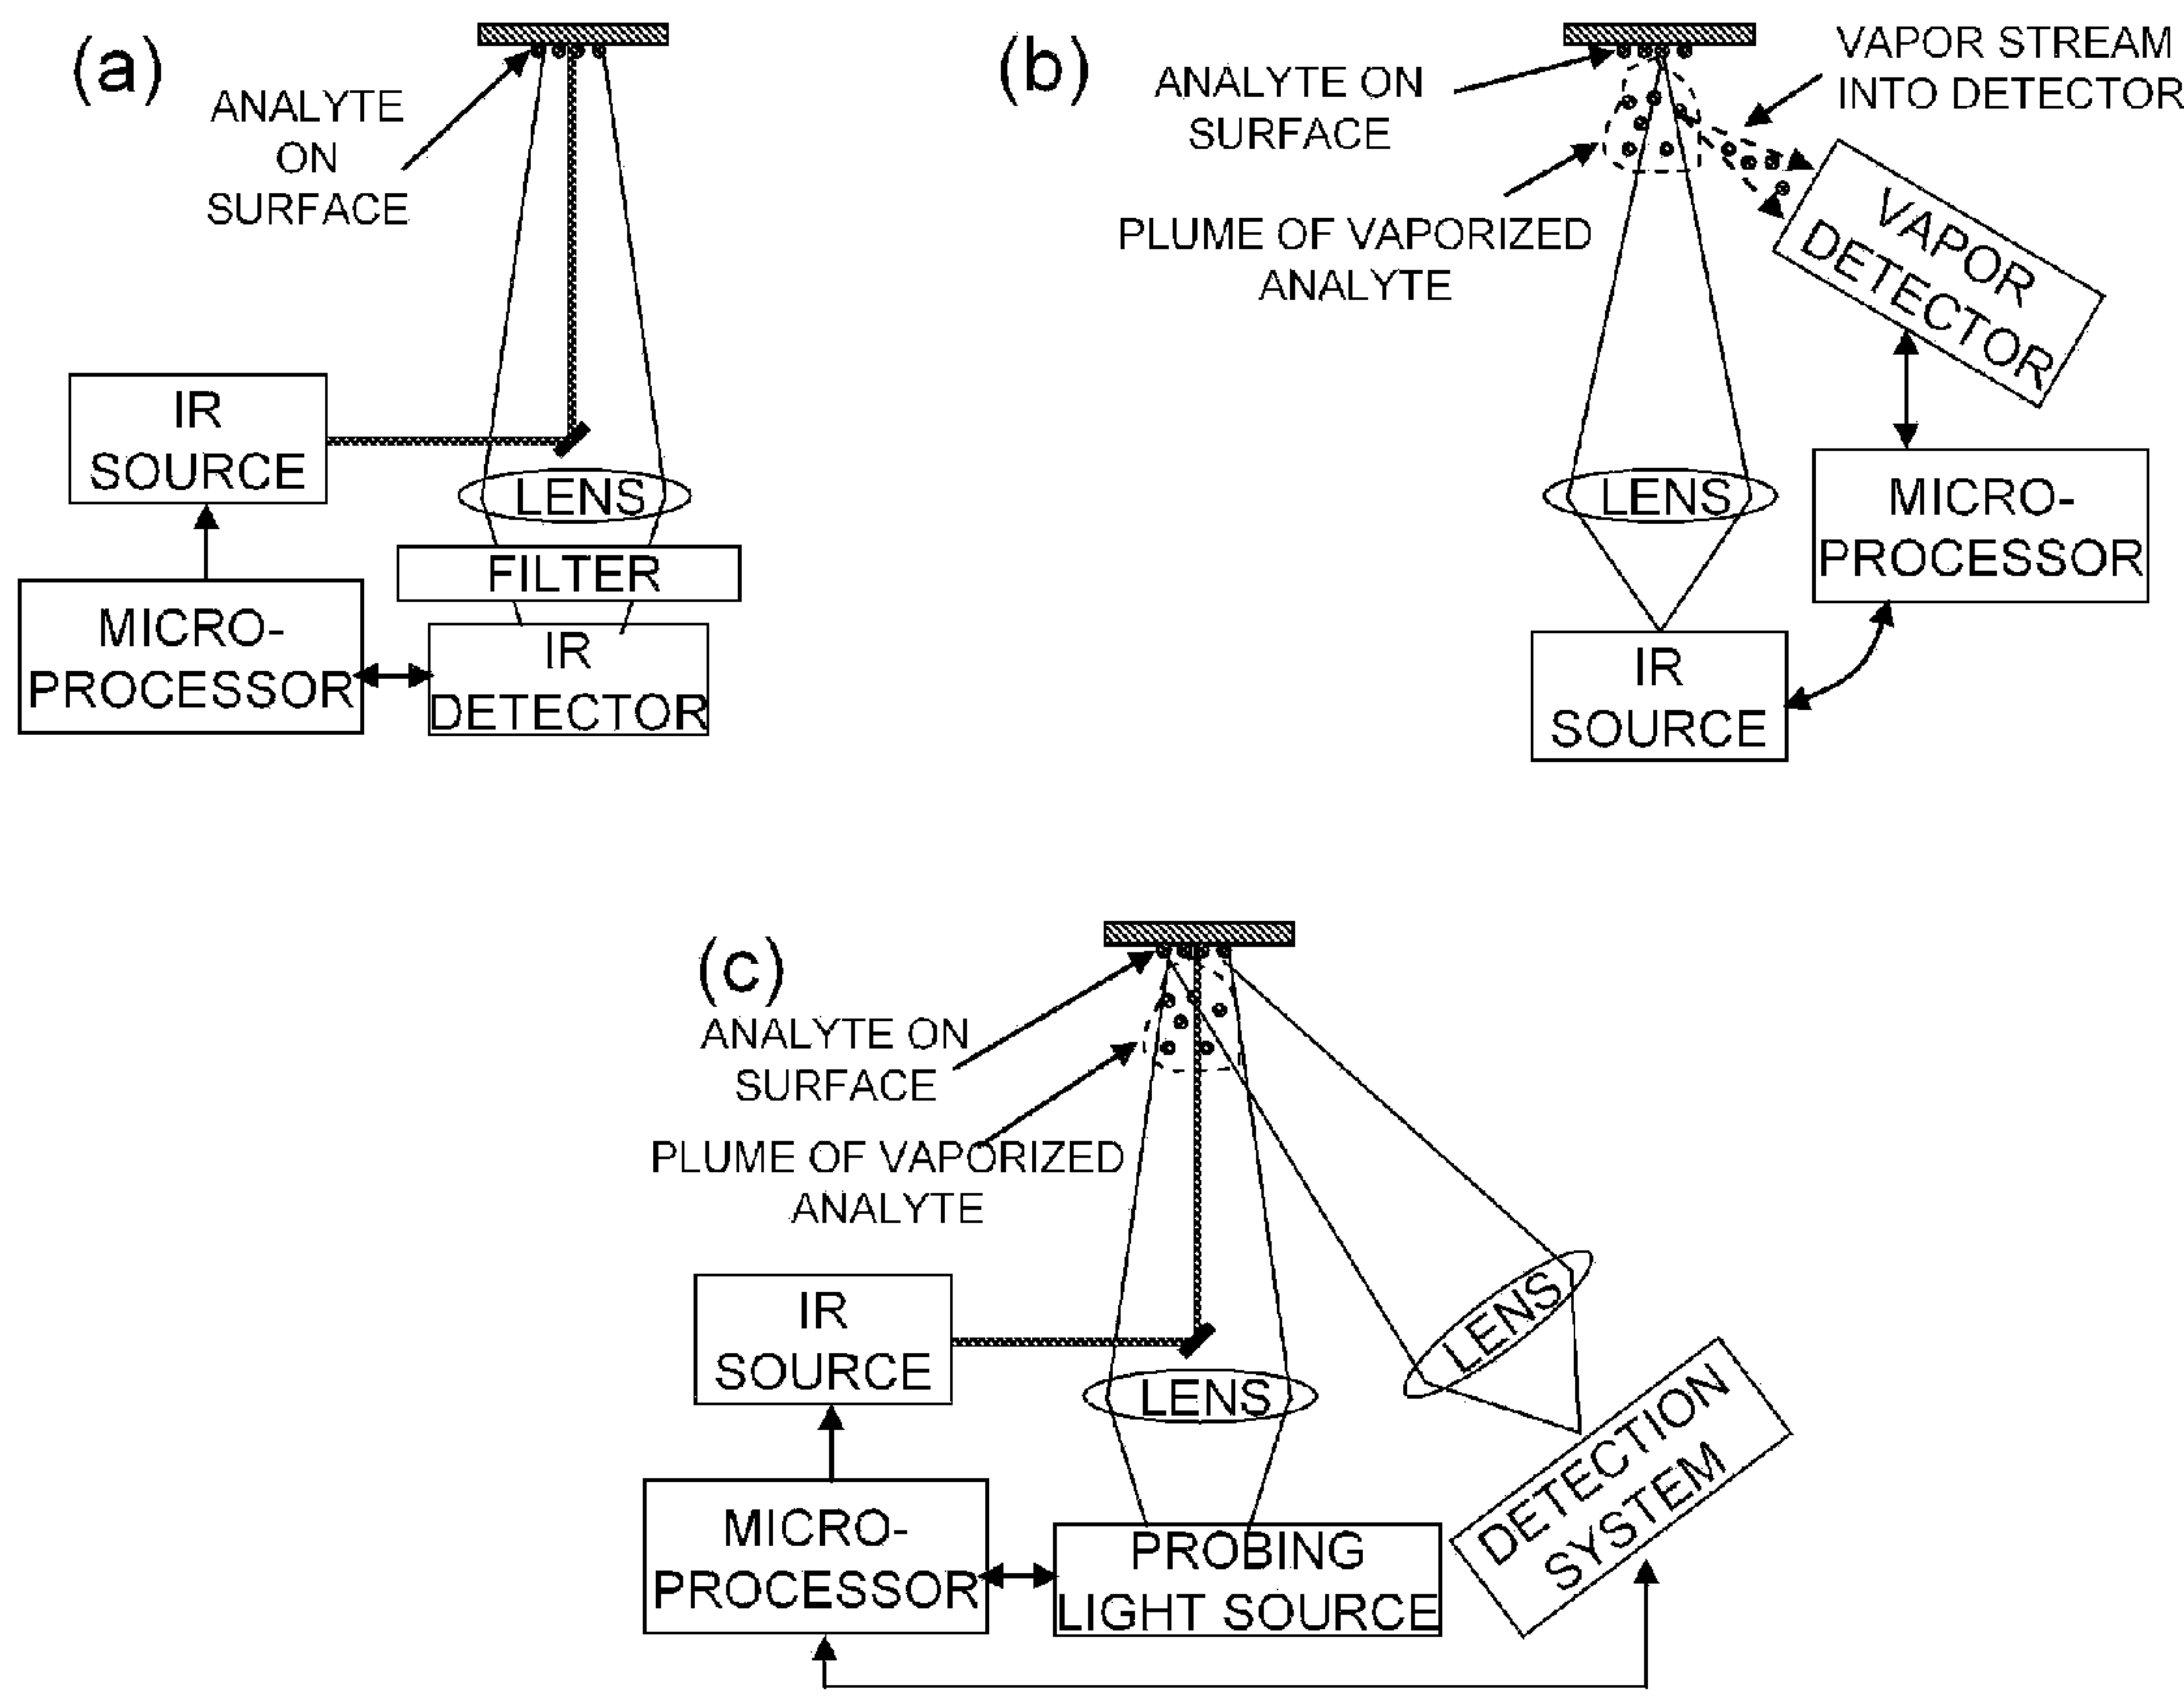 (a)
ANALYTE
ON
SURFACE
IR
SOURCE
LENS
FILTER
MICRO-
PROCESSOR
IR
DETECTOR
(b)
ANALYTE ON
SURFACE
VAPOR STREAM
INTO DETECTOR
PLUME OF VAPORIZED
ANALYTE
VAPOR
DETECTOR
LENS
MICRO-
PROCESSOR
IR
SOURCE
(c)
ANALYTE ON
SURFACE
PLUME OF VAPORIZED
ANALYTE
IR
SOURCE
LENS
LENS
MICRO-
PROCESSOR
PROBING
LIGHT SOURCE
DETECTION
SYSTEM